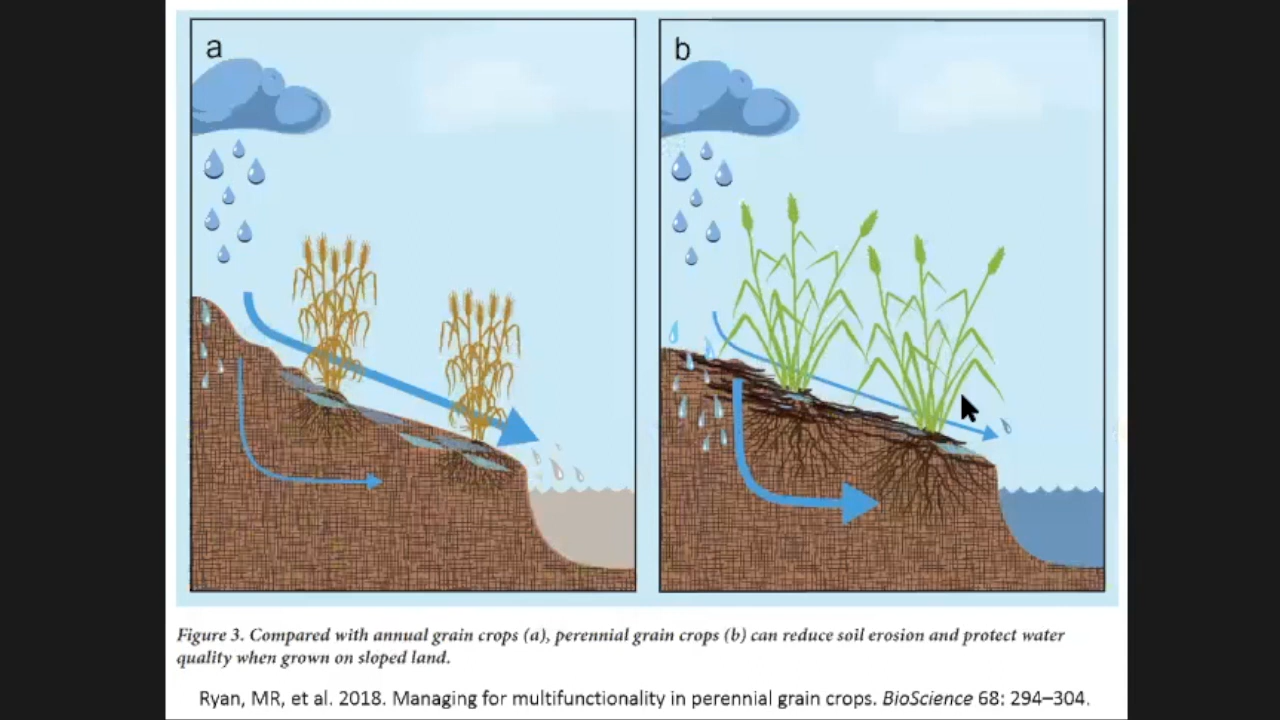 a
b
Figure 3. Compared with annual grain crops (a), perennial grain crops (b) can reduce soil erosion and protect water
quality when grown on sloped land.
Ryan, MR, et al. 2018. Managing for multifunctionality in perennial grain crops. BioScience 68: 294–304.